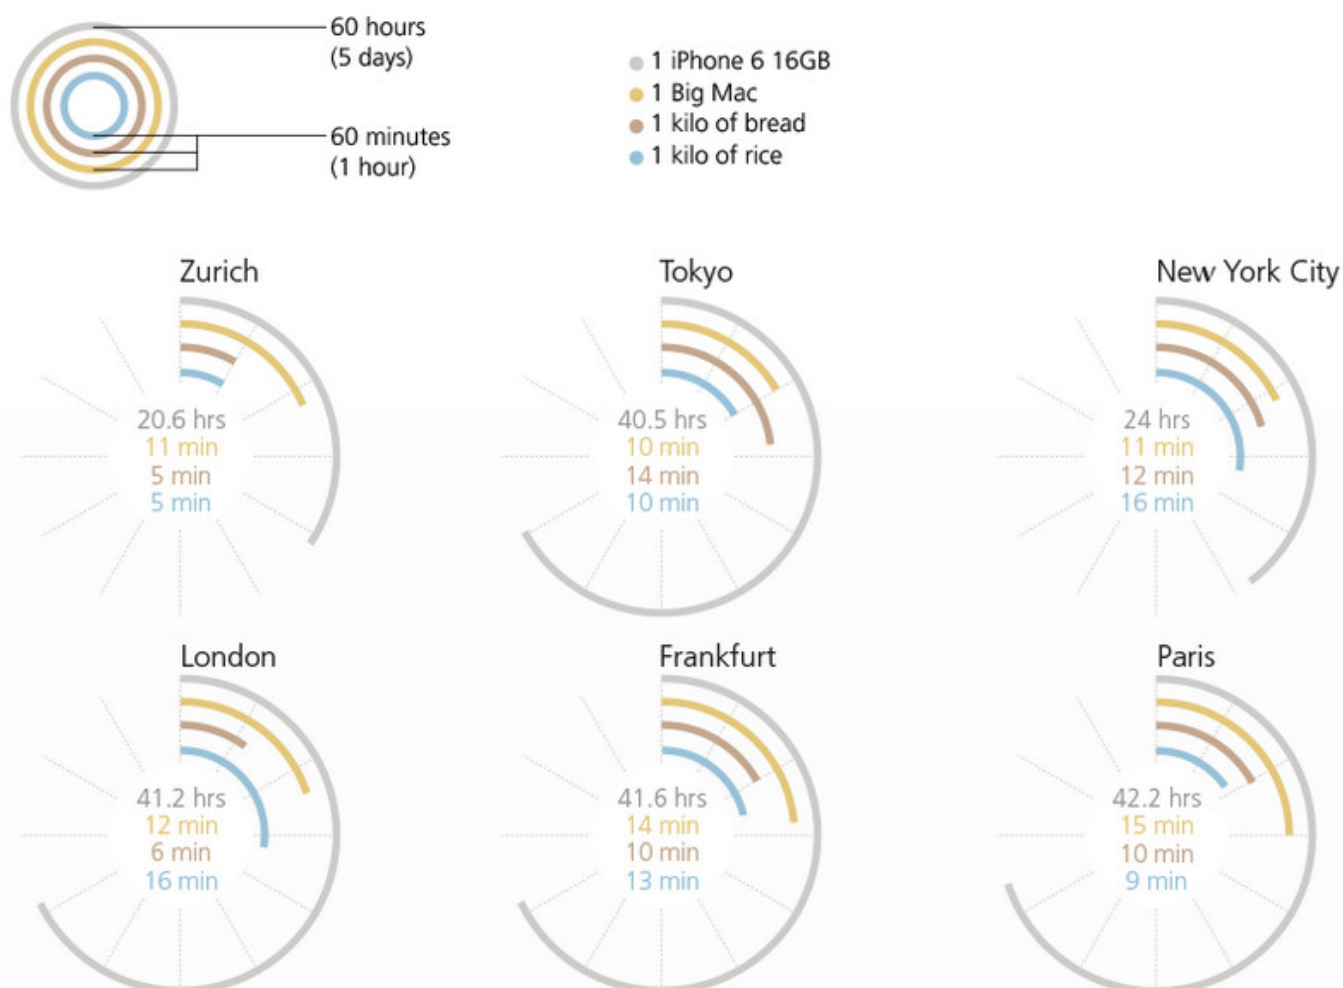 60 hours
(5 days)
60 minutes
(1 hour)
1 iPhone 6 16GB
1 Big Mac
1 kilo of bread
1 kilo of rice
Zurich
20.6 hrs
11 min
5 min
5 min
Tokyo
40.5 hrs
10 min
14 min
10 min
New York City
24 hrs
11 min
12 min
16 min
London
41.2 hrs
12 min
6 min
16 min
Frankfurt
41.6 hrs
14 min
10 min
13 min
Paris
42.2 hrs
15 min
10 min
9 min